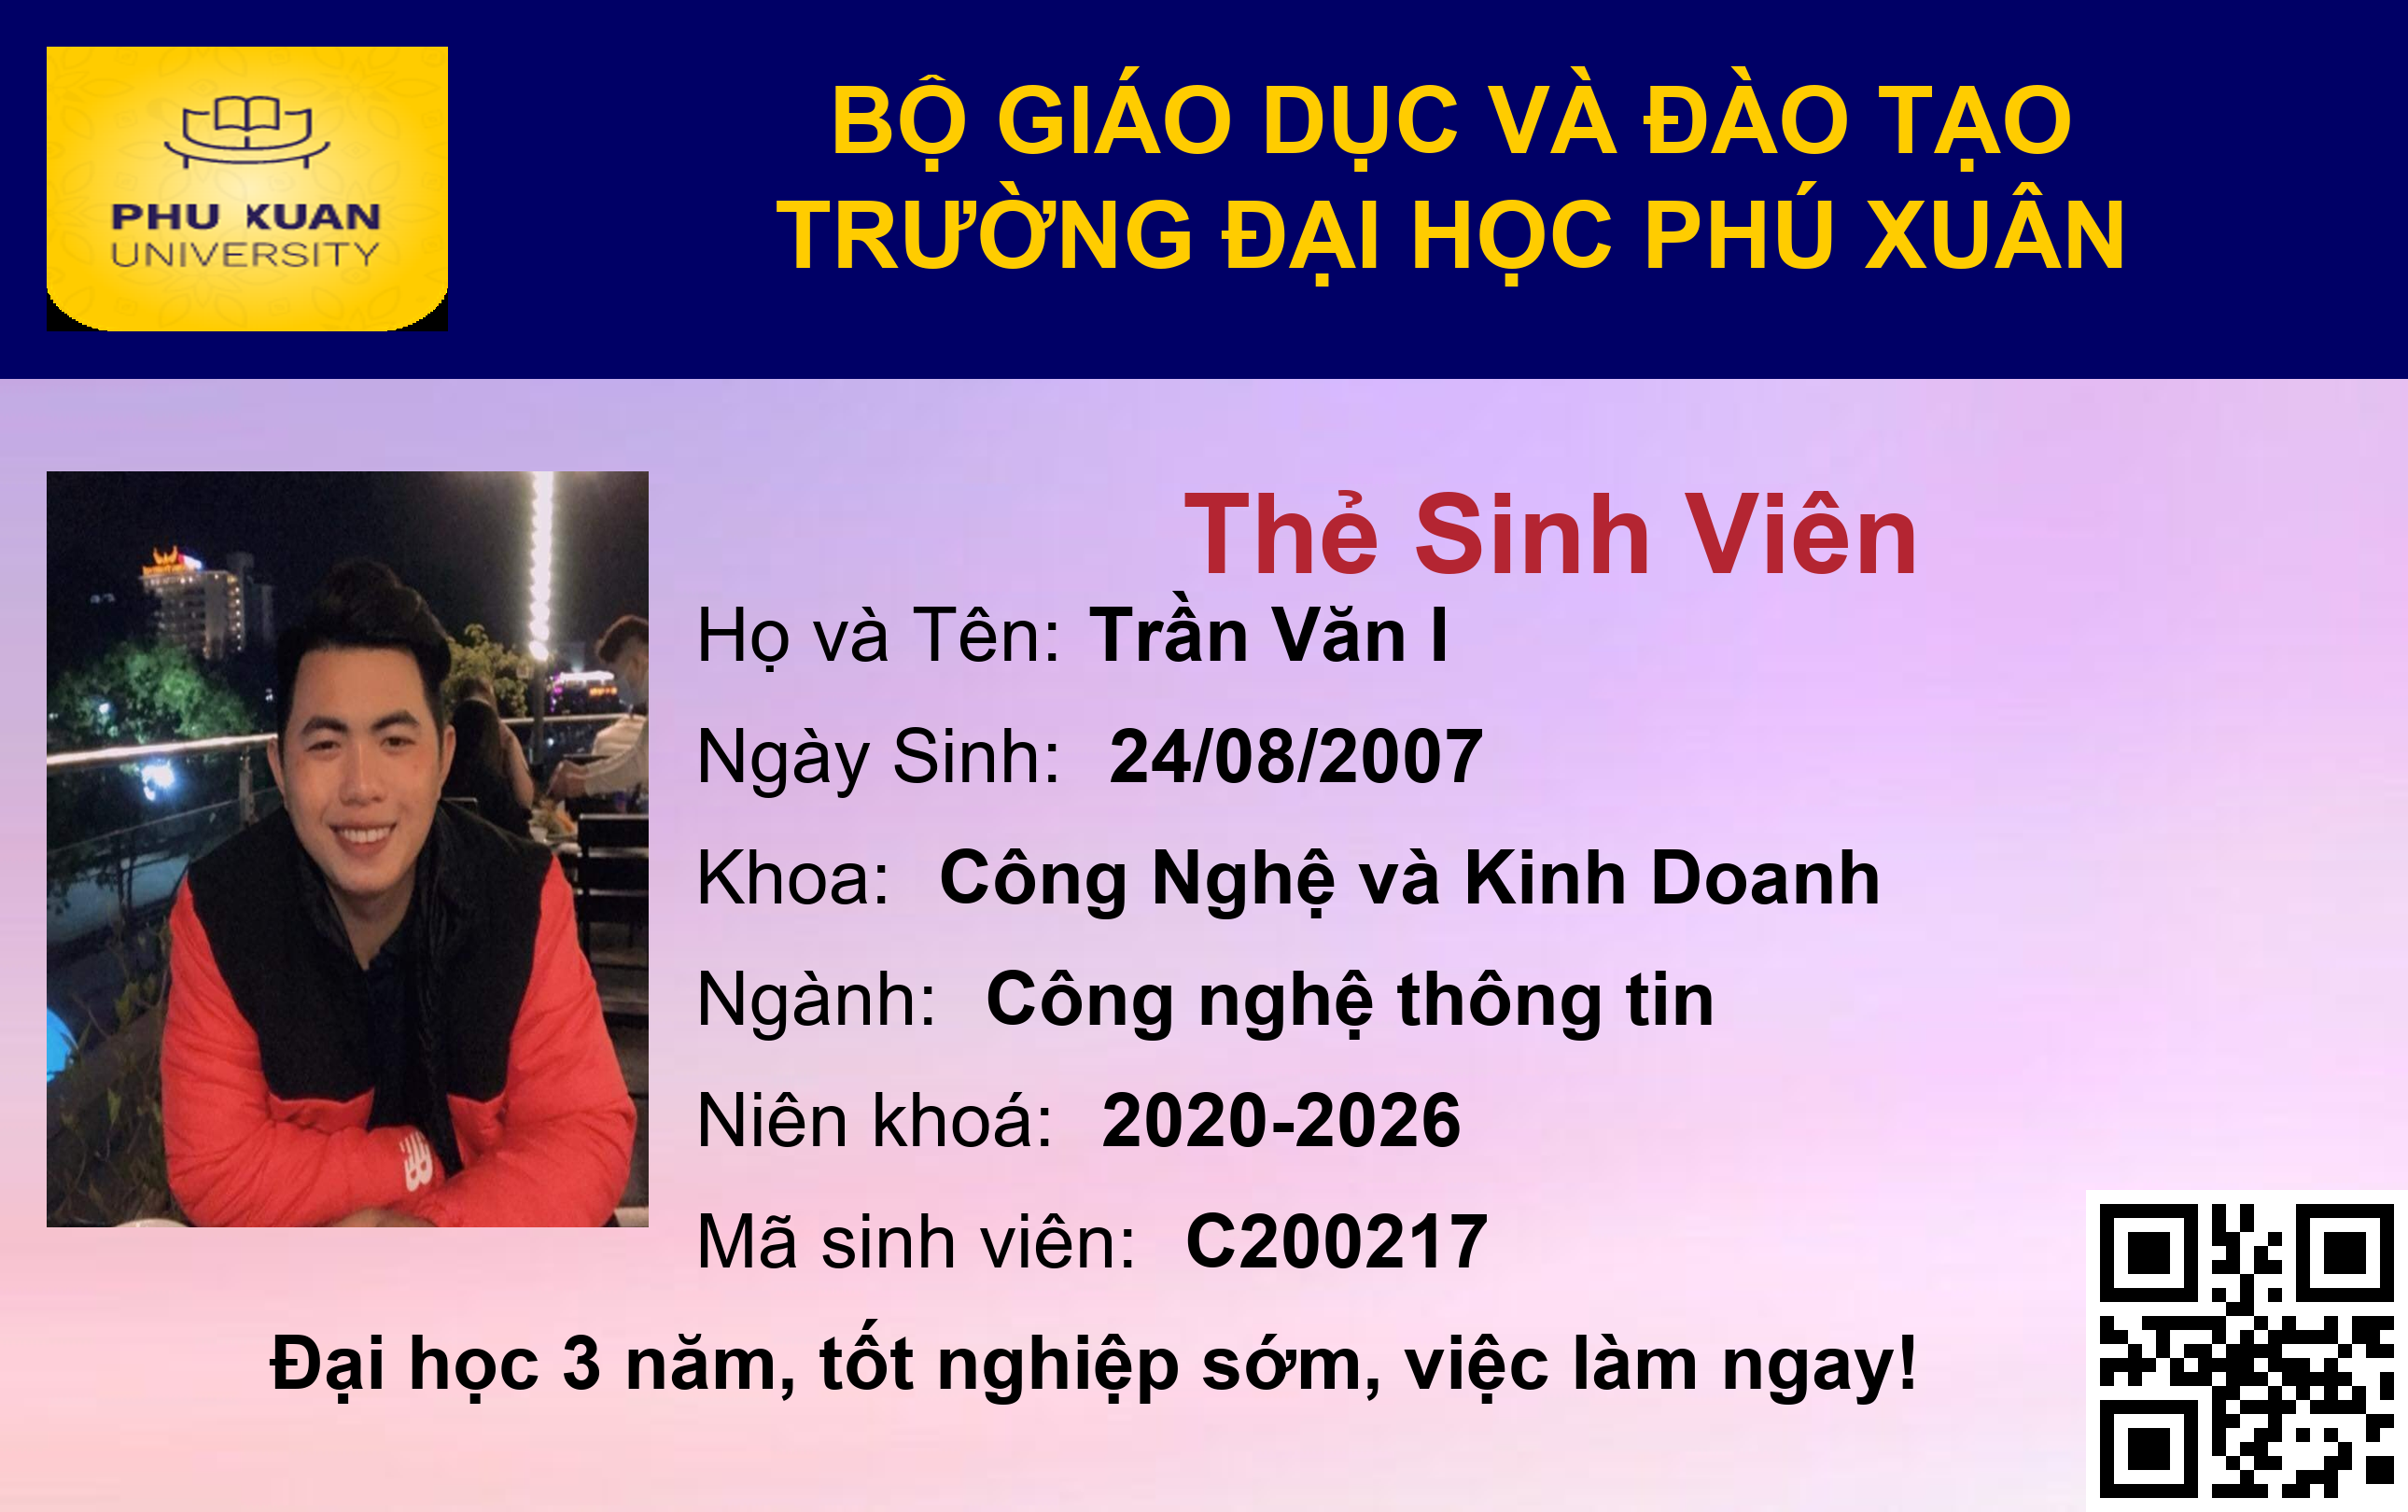 PHU XUAN
UNIVERSITY
BỘ GIÁO DỤC VÀ ĐÀO TẠO
TRƯỜNG ĐẠI HỌC PHÚ XUÂN
Thẻ Sinh Viên
Họ và Tên: Trần Văn I
Ngày Sinh: 24/08/2007
Khoa: Công Nghệ và Kinh Doanh
Ngành: Công nghệ thông tin
Niên khoá: 2020-2026
Mã sinh viên: C200217
Đại học 3 năm, tốt nghiệp sớm, việc làm ngay!